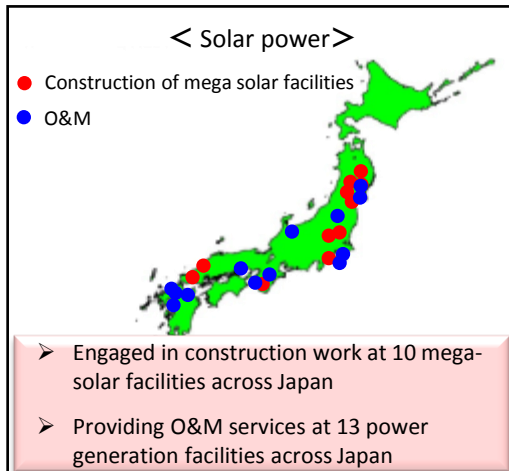 ＜ Solar power＞
Construction of mega solar facilities
O&M
➢ Engaged in construction work at 10 mega-
solar facilities across Japan
➢ Providing O&M services at 13 power
generation facilities across Japan